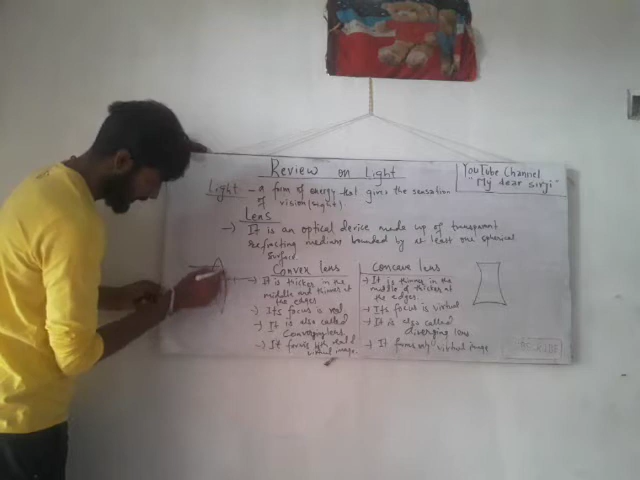 Review on Light
YouTube Channel
"My dear sirji"
Light - a form of energy that gives the sensation
of vision (sight).
Lens
-) It is an optical device made up of transparent
refracting medium bounded by at least one spherical
surface.
Convex lens
-) It is thicker in the
middle and thinner at
the edges
-) Its focus is real
-) It is also called
Converging lens
-) It forms both real &
virtual image.
Concave lens
-) It is thinner in the
middle & thicker at
the edges.
-) Its focus is virtual
-) It is also called
diverging lens
-) It forms only virtual image